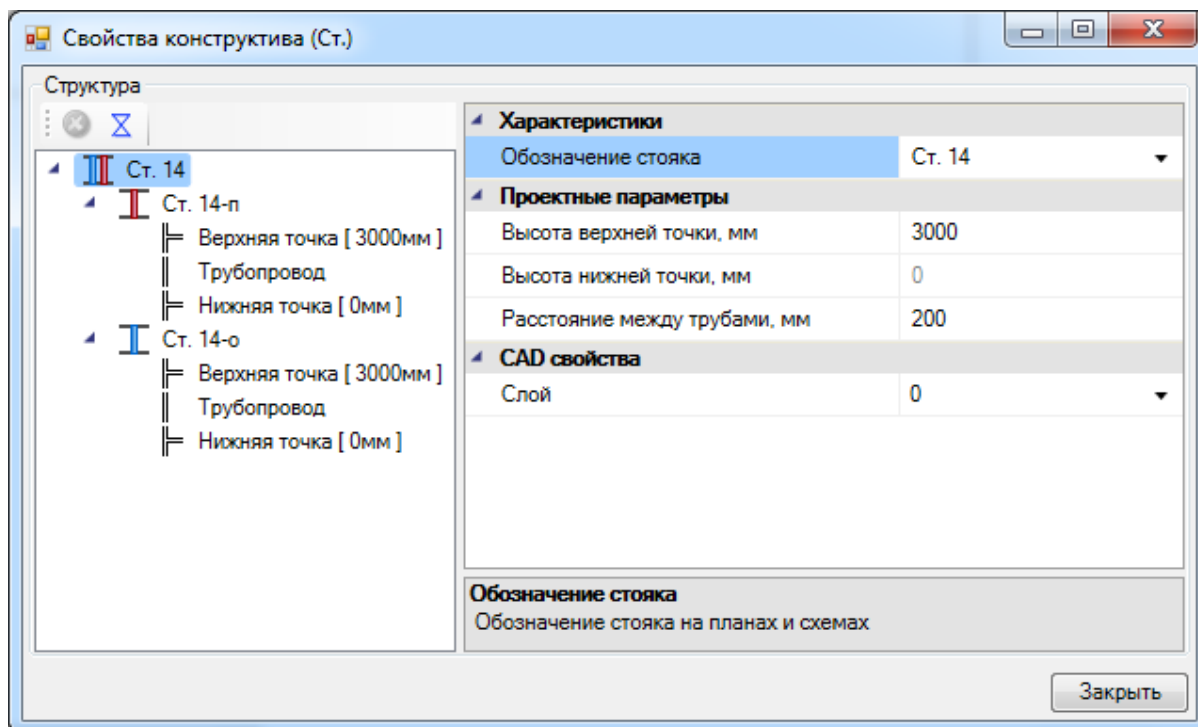 Свойства конструктива (Ст.)
Структура
Ст. 14
Ст. 14-п
Верхняя точка [ 3000мм ]
Трубопровод
Нижняя точка [ 0мм ]
Ст. 14-о
Верхняя точка [ 3000мм ]
Трубопровод
Нижняя точка [ 0мм ]
Характеристики
Обозначение стояка Ст. 14
Проектные параметры
Высота верхней точки, мм 3000
Высота нижней точки, мм 0
Расстояние между трубами, мм 200
CAD свойства
Слой 0
Обозначение стояка
Обозначение стояка на планах и схемах
Закрыть